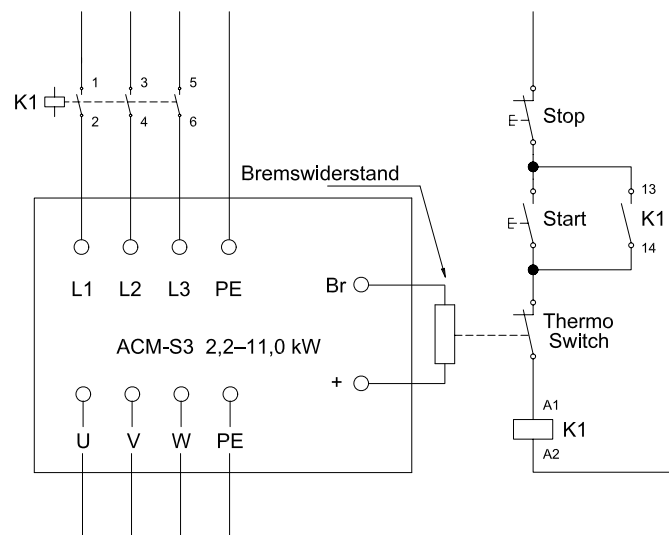 1 3 5
K1
2 4 6
Stop
Bremswiderstand
13
Start K1
14
L1 L2 L3 PE
Br
ACM-S3 2,2–11,0 kW
Thermo
Switch
+
U V W PE
A1
K1
A2